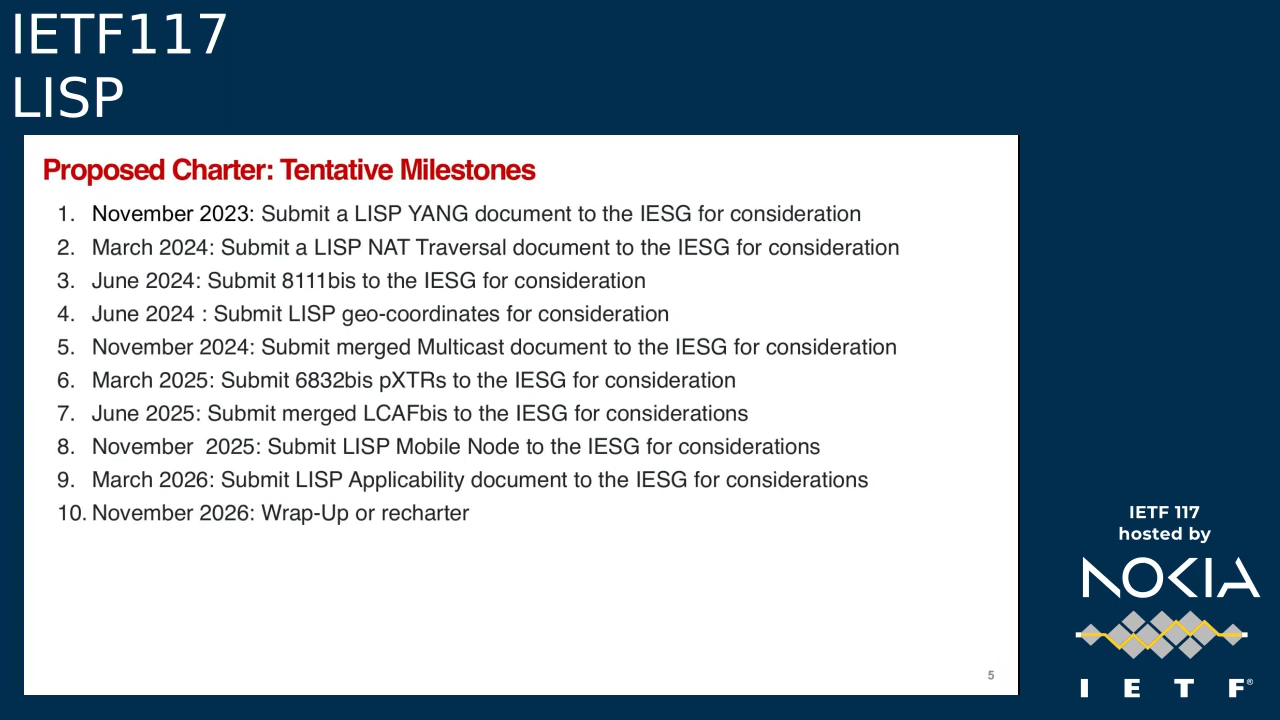 IETF117
LISP
Proposed Charter: Tentative Milestones
1. November 2023: Submit a LISP YANG document to the IESG for consideration
2. March 2024: Submit a LISP NAT Traversal document to the IESG for consideration
3. June 2024: Submit 8111bis to the IESG for consideration
4. June 2024 : Submit LISP geo-coordinates for consideration
5. November 2024: Submit merged Multicast document to the IESG for consideration
6. March 2025: Submit 6832bis pXTRs to the IESG for consideration
7. June 2025: Submit merged LCAFbis to the IESG for considerations
8. November  2025: Submit LISP Mobile Node to the IESG for considerations
9. March 2026: Submit LISP Applicability document to the IESG for considerations
10. November 2026: Wrap-Up or recharter
5
IETF 117
hosted by
NOKIA
I E T F®